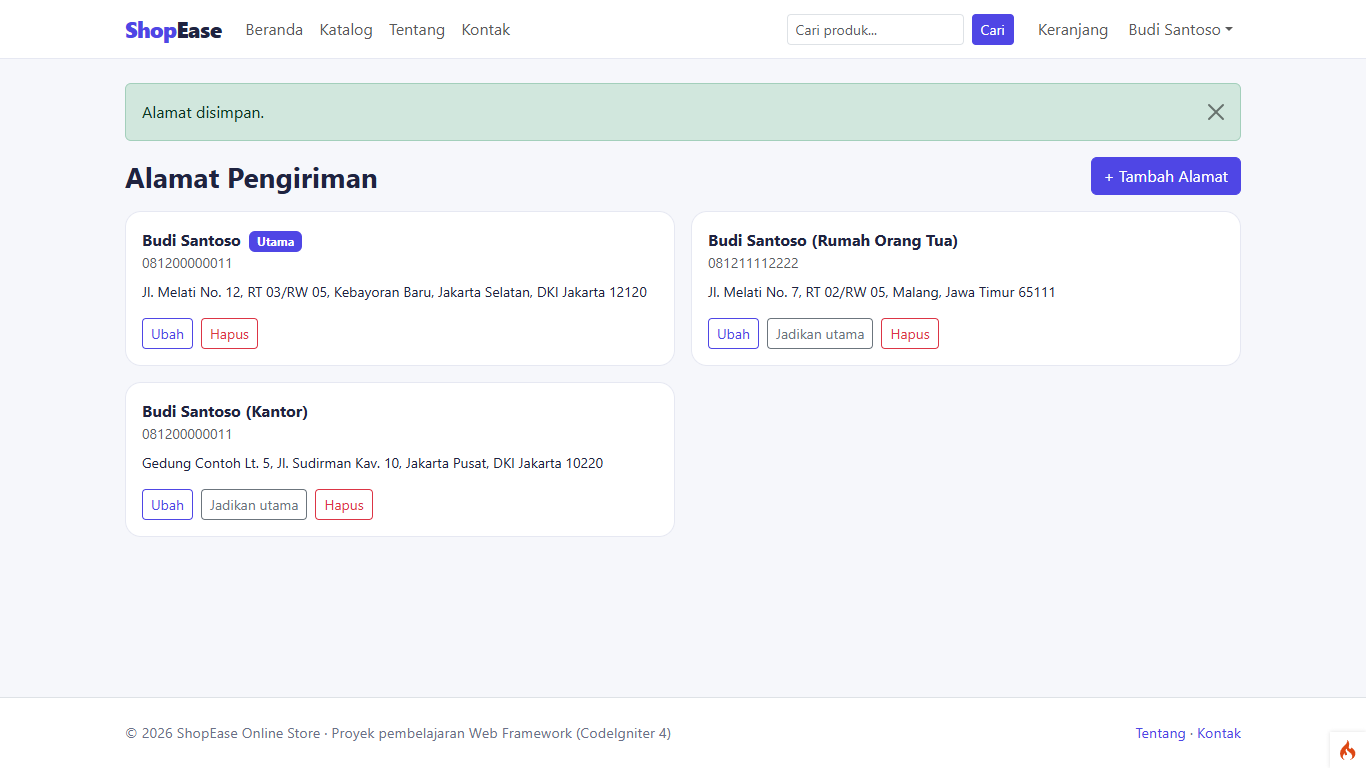 ShopEase Beranda Katalog Tentang Kontak Cari produk... Cari Keranjang Budi Santoso
Alamat disimpan.
Alamat Pengiriman
+ Tambah Alamat
Budi Santoso Utama
081200000011
Jl. Melati No. 12, RT 03/RW 05, Kebayoran Baru, Jakarta Selatan, DKI Jakarta 12120
Ubah Hapus
Budi Santoso (Rumah Orang Tua)
081211112222
Jl. Melati No. 7, RT 02/RW 05, Malang, Jawa Timur 65111
Ubah Jadikan utama Hapus
Budi Santoso (Kantor)
081200000011
Gedung Contoh Lt. 5, Jl. Sudirman Kav. 10, Jakarta Pusat, DKI Jakarta 10220
Ubah Jadikan utama Hapus
© 2026 ShopEase Online Store · Proyek pembelajaran Web Framework (CodeIgniter 4)
Tentang · Kontak